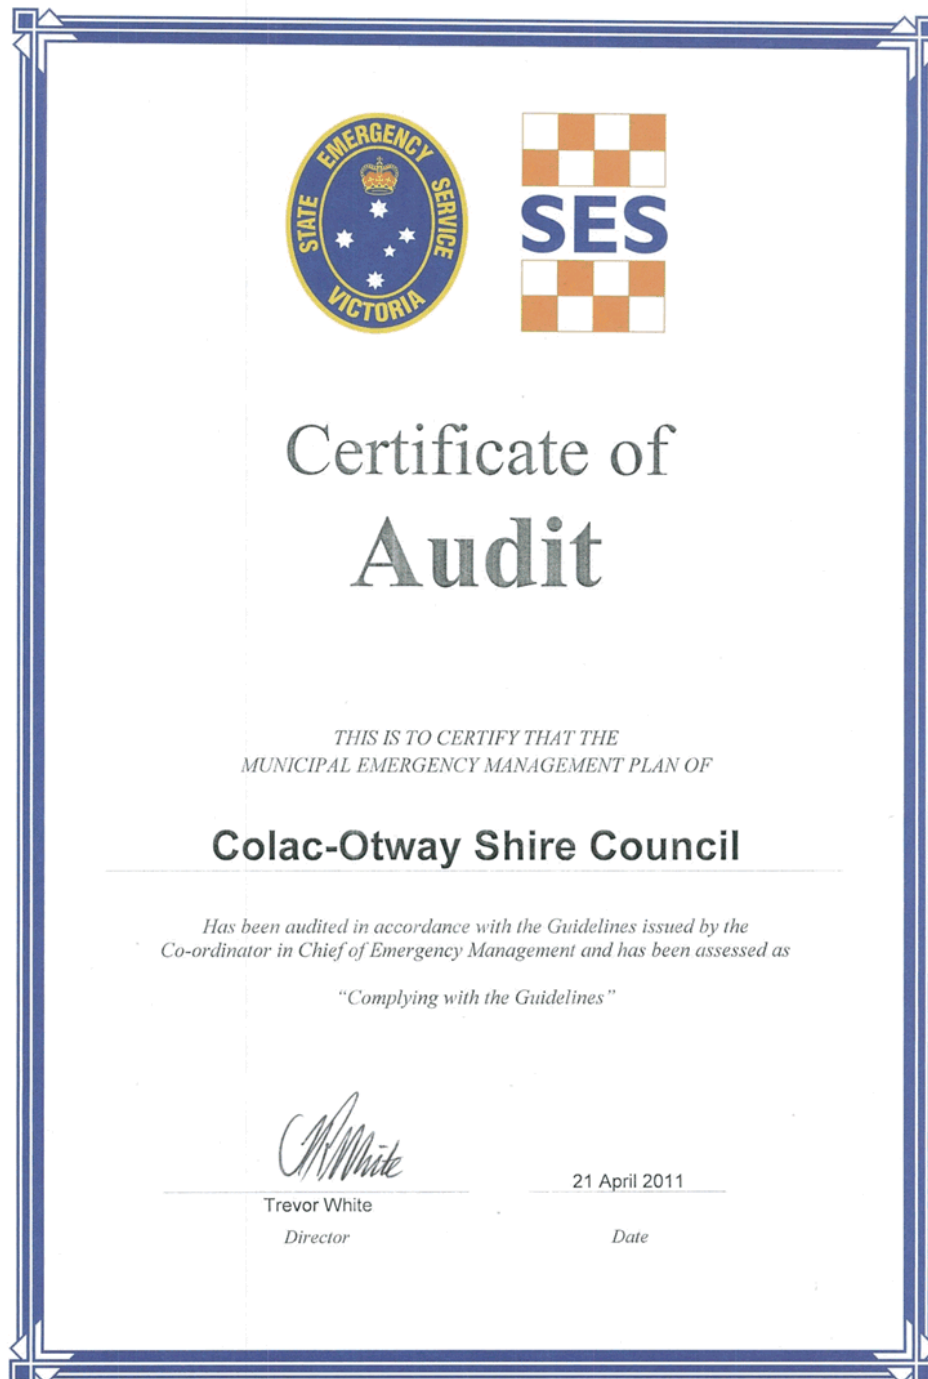 STATE EMERGENCY SERVICE
VICTORIA
SES
Certificate of
Audit
THIS IS TO CERTIFY THAT THE
MUNICIPAL EMERGENCY MANAGEMENT PLAN OF
Colac-Otway Shire Council
Has been audited in accordance with the Guidelines issued by the
Co-ordinator in Chief of Emergency Management and has been assessed as
“Complying with the Guidelines”
21 April 2011
Trevor White
Director
Date